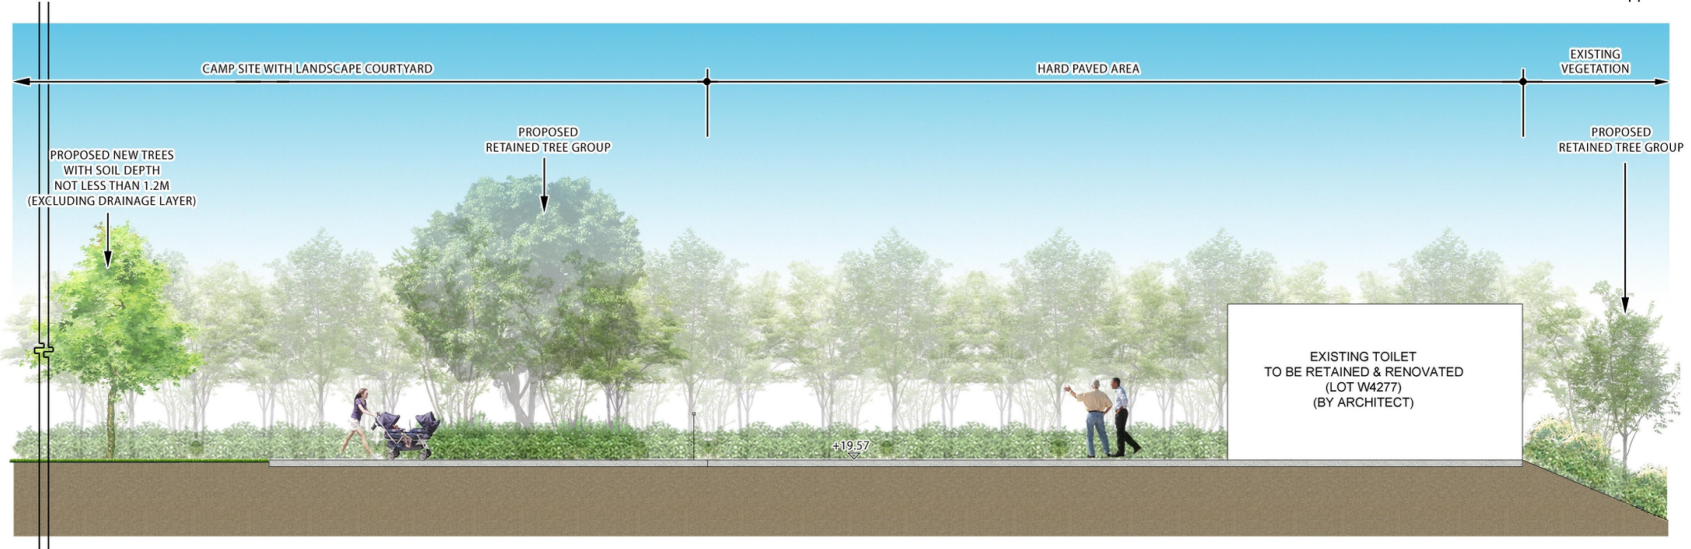 CAMP SITE WITH LANDSCAPE COURTYARD
HARD PAVED AREA
EXISTING
VEGETATION
PROPOSED NEW TREES
WITH SOIL DEPTH
NOT LESS THAN 1.2M
(EXCLUDING DRAINAGE LAYER)
PROPOSED
RETAINED TREE GROUP
PROPOSED
RETAINED TREE GROUP
EXISTING TOILET
TO BE RETAINED & RENOVATED
(LOT W4277)
(BY ARCHITECT)
+19.57